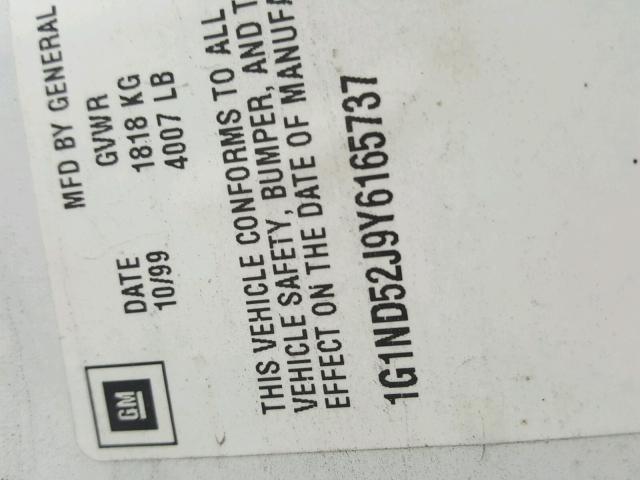 MFD BY GENERAL
DATE GVWR
10/99 1818 KG
4007 LB
THIS VEHICLE CONFORMS TO ALL
VEHICLE SAFETY, BUMPER, AND T
EFFECT ON THE DATE OF MANUFA
1G1ND52J9Y6165737
GM